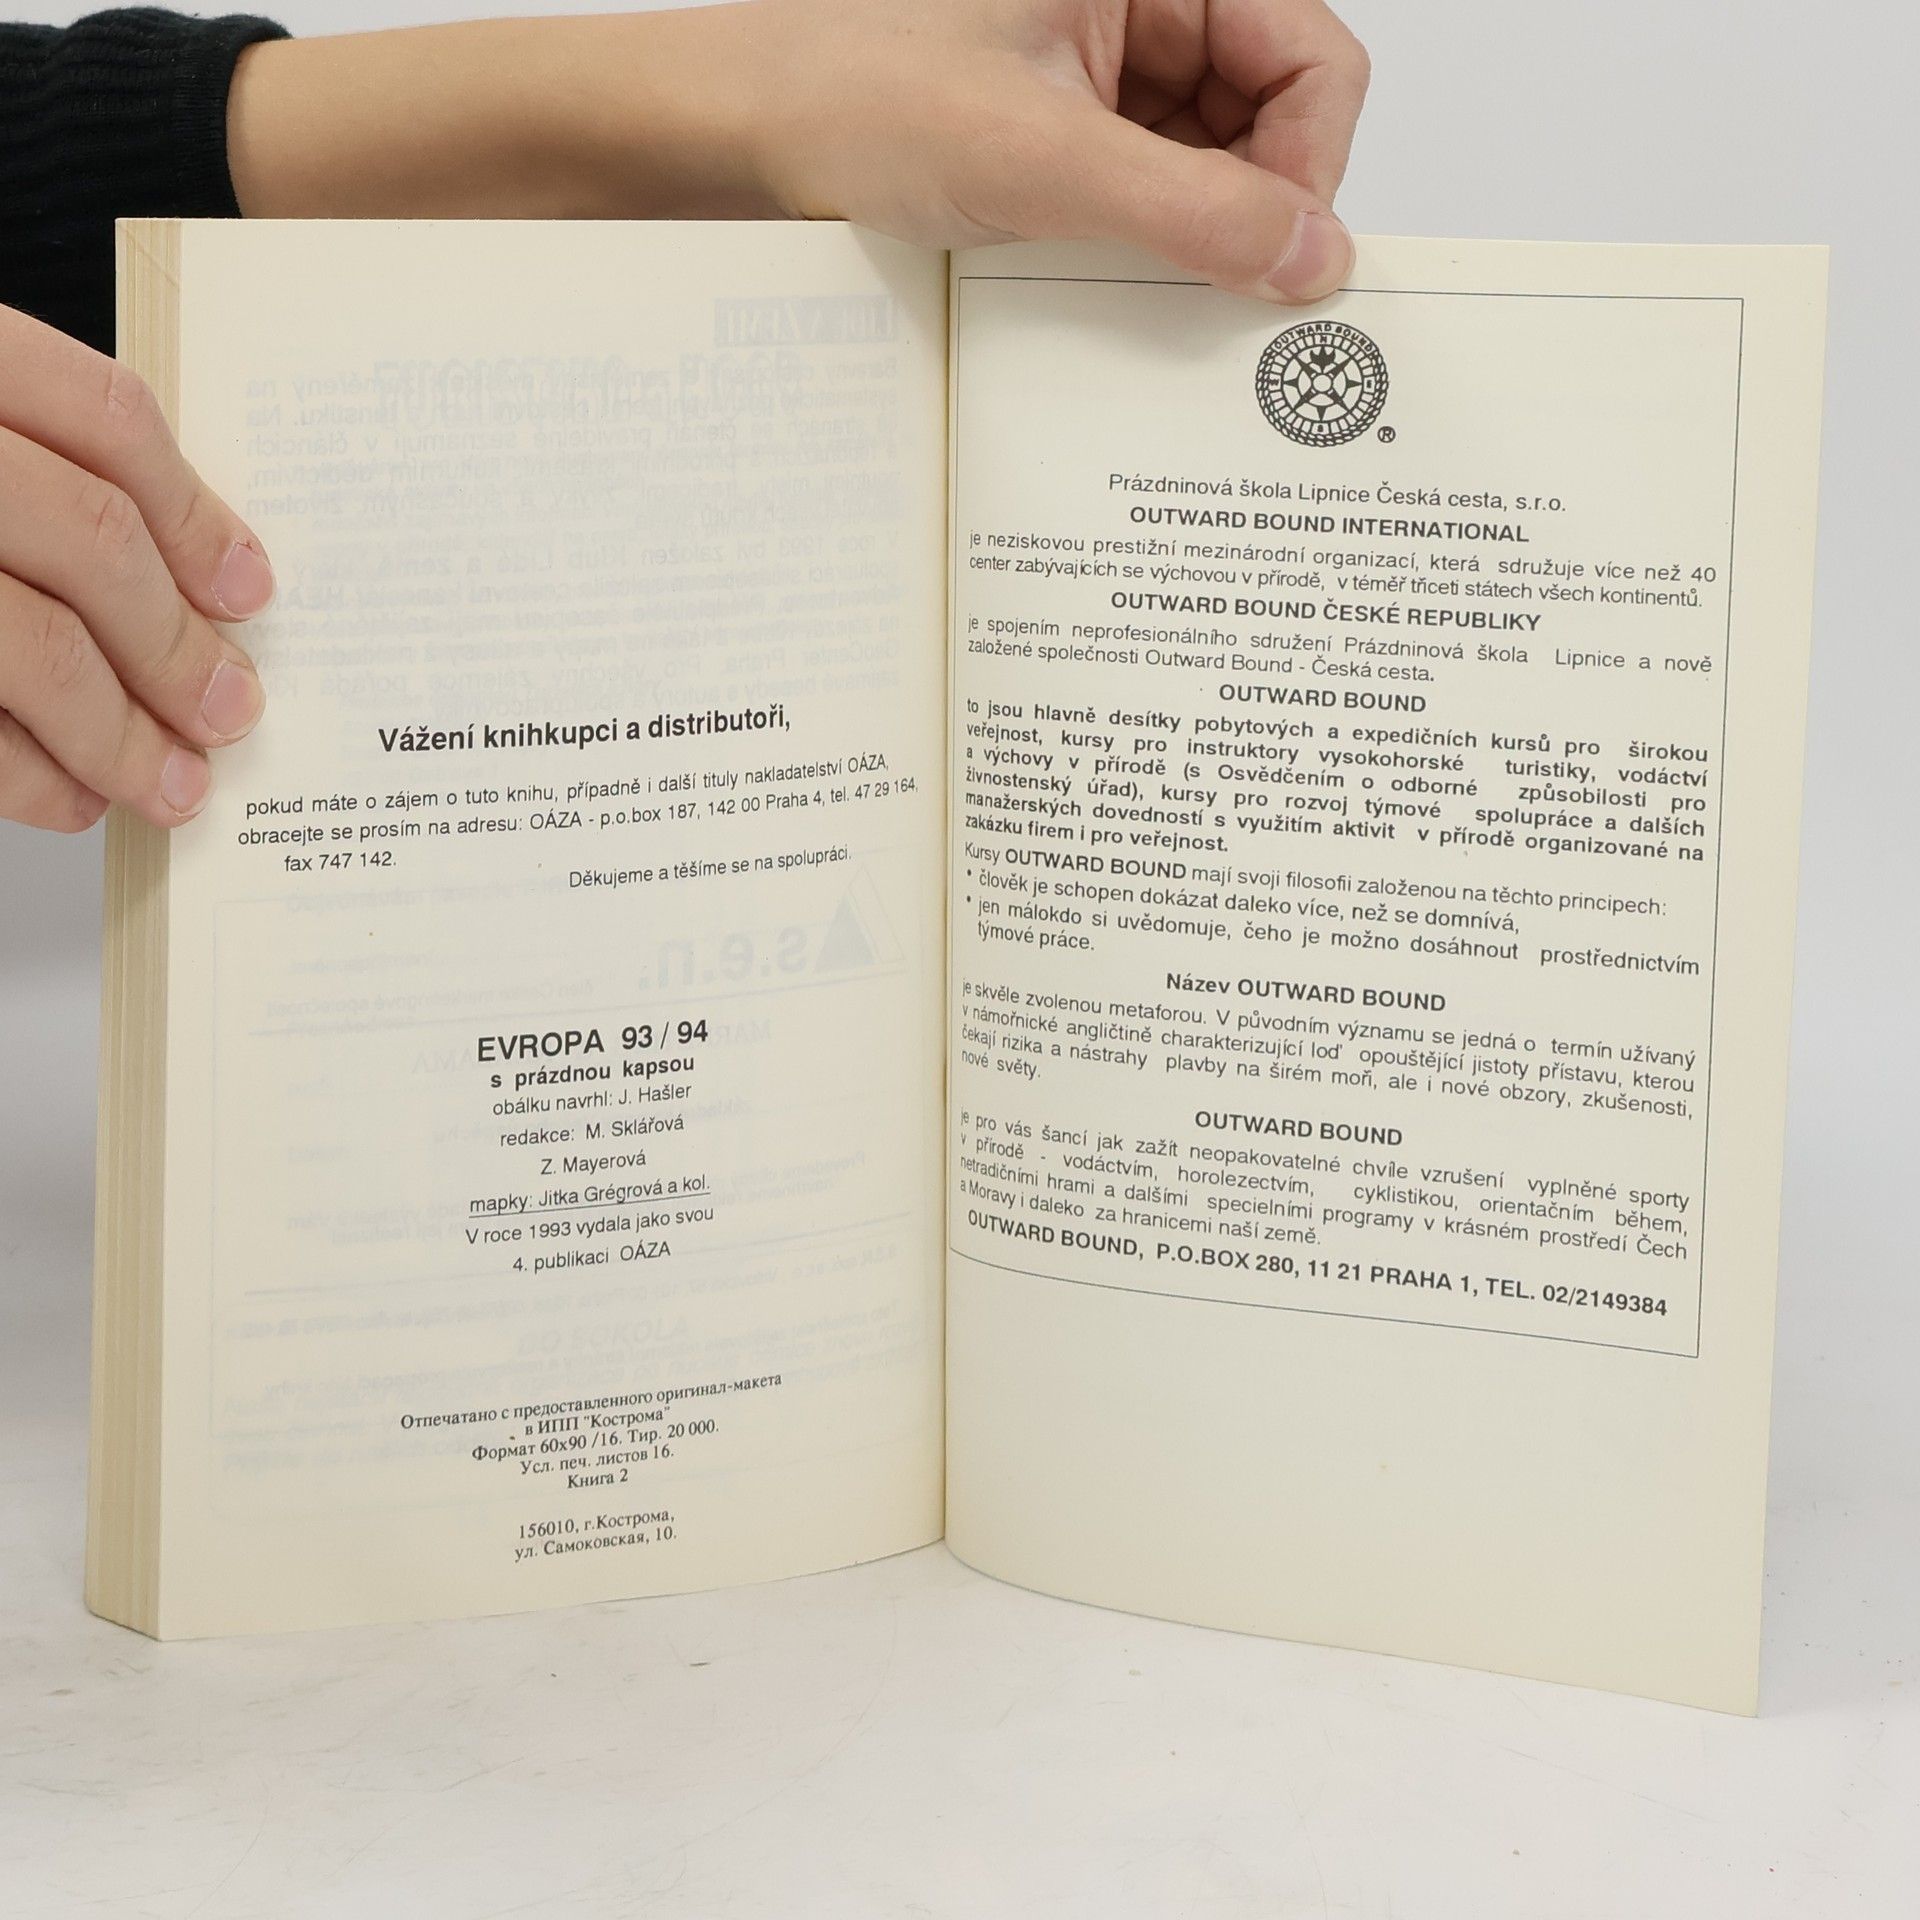 Vážení knihkupci a distributoři,
pokud máte o zájem o tuto knihu, případně i další tituly nakladatelství OÁZA,
obracejte se prosím na adresu: OÁZA - p.o.box 187, 142 00 Praha 4, tel. 47 29 164,
fax 747 142.
Děkujeme a těšíme se na spolupráci.
EVROPA 93 / 94
s prázdnou kapsou
obálku navrhl: J. Hašler
redakce: M. Sklářová
Z. Mayerová
mapky: Jitka Grégrová a kol.
V roce 1993 vydala jako svou
4. publikaci OÁZA
Отпечатано с предоставленного оригинал-макета
в ИПП "Кострома"
Формат 60x90 /16. Тир. 20 000.
Усл. печ. листов 16.
Книга 2
156010, г.Кострома,
ул. Самоковская, 10.
OUTWARD BOUND
®
Prázdninová škola Lipnice Česká cesta, s.r.o.
OUTWARD BOUND INTERNATIONAL
je neziskovou prestižní mezinárodní organizací, která sdružuje více než 40
center zabývajících se výchovou v přírodě, v téměř třiceti státech všech kontinentů.
OUTWARD BOUND ČESKÉ REPUBLIKY
je spojením neprofesionálního sdružení Prázdninová škola Lipnice a nově
založené společnosti Outward Bound - Česká cesta.
OUTWARD BOUND
to jsou hlavně desítky pobytových a expedičních kursů pro širokou
veřejnost, kursy pro instruktory vysokohorské turistiky, vodáctví
a výchovy v přírodě (s Osvědčením o odborné způsobilosti pro
živnostenský úřad), kursy pro rozvoj týmové spolupráce a dalších
manažerských dovedností s využitím aktivit v přírodě organizované na
zakázku firem i pro veřejnost.
Kursy OUTWARD BOUND mají svoji filosofii založenou na těchto principech:
* člověk je schopen dokázat daleko více, než se domnívá,
* jen málokdo si uvědomuje, čeho je možno dosáhnout prostřednictvím
týmové práce.
Název OUTWARD BOUND
je skvěle zvolenou metaforou. V původním významu se jedná o termín užívaný
v námořnické angličtině charakterizující loď opouštějící jistoty přístavu, kterou
čekají rizika a nástrahy plavby na širém moři, ale i nové obzory, zkušenosti,
nové světy.
OUTWARD BOUND
je pro vás šancí jak zažít neopakovatelné chvíle vzrušení vyplněné sporty
v přírodě - vodáctvím, horolezectvím, cyklistikou, orientačním během,
netradičními hrami a dalšími specielními programy v krásném prostředí Čech
a Moravy i daleko za hranicemi naší země.
OUTWARD BOUND, P.O.BOX 280, 11 21 PRAHA 1, TEL. 02/2149384